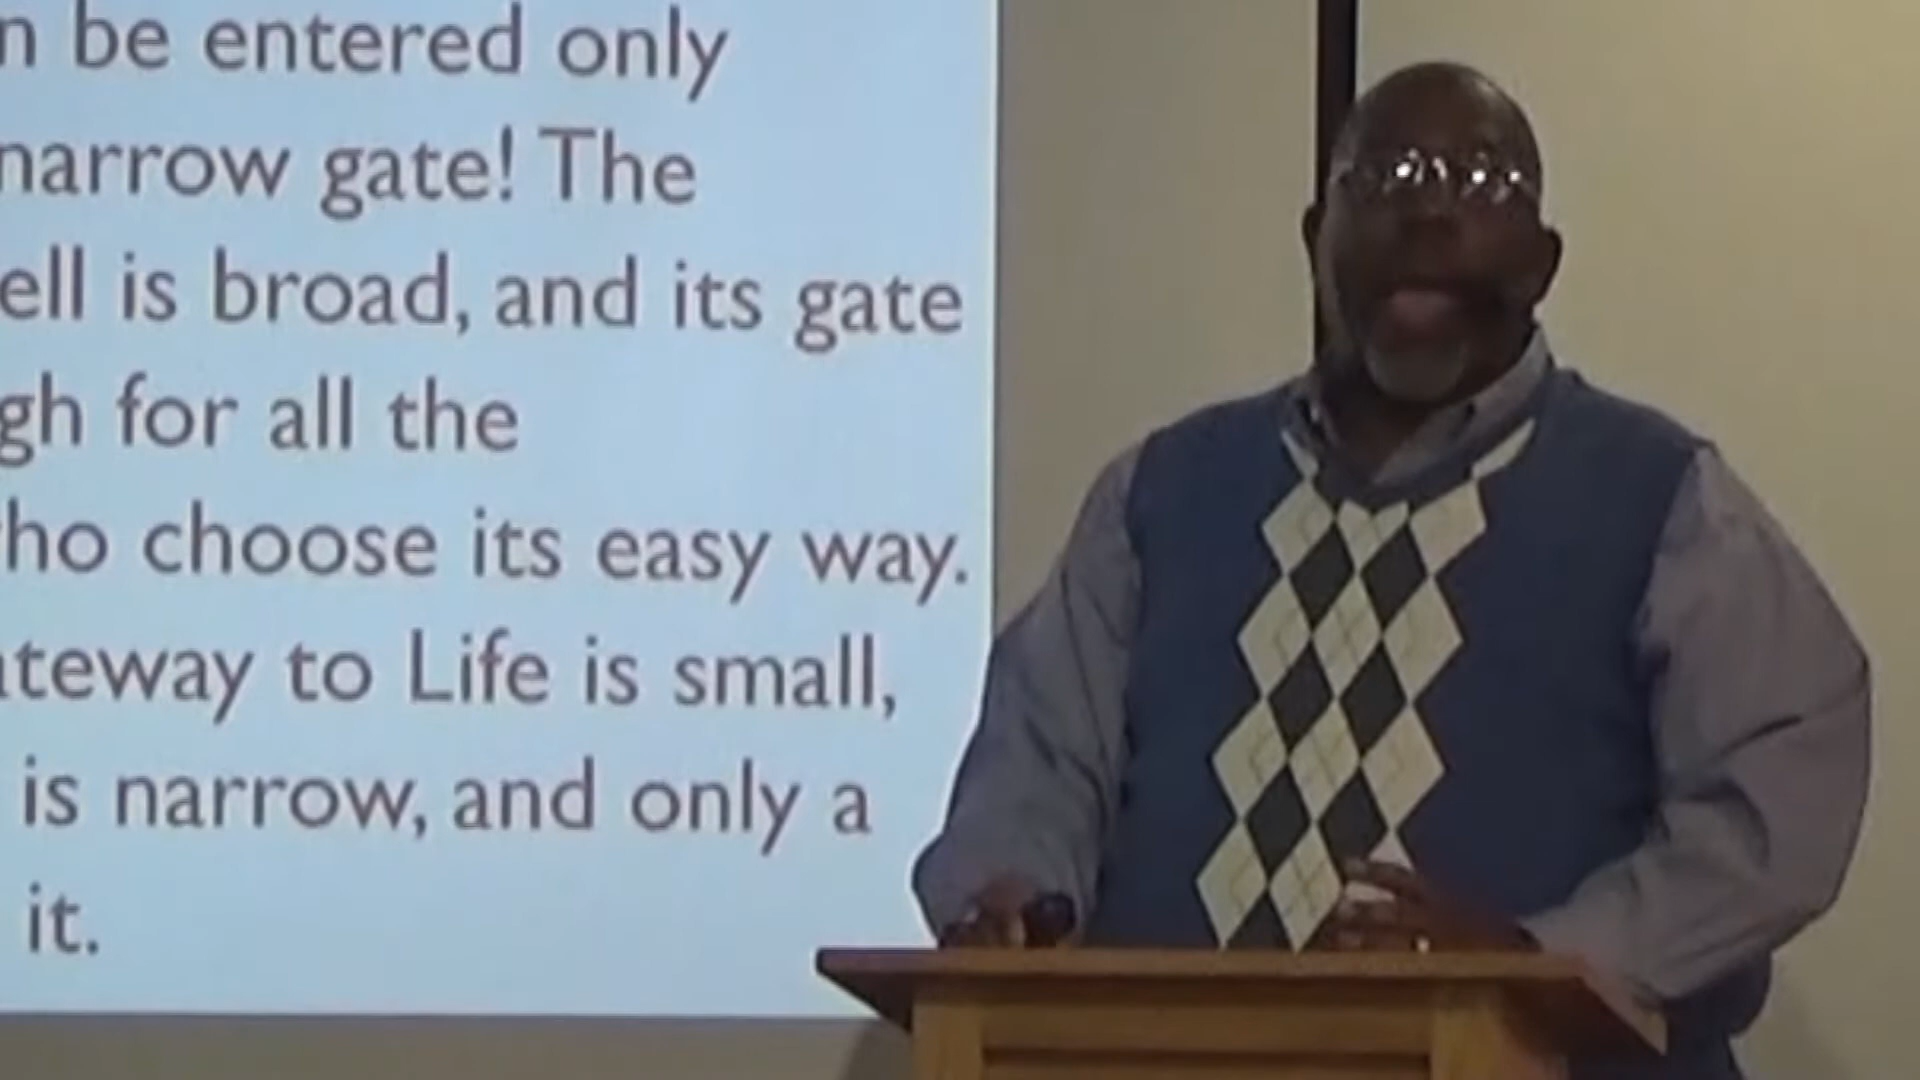 n be entered only
narrow gate! The
ell is broad, and its gate
gh for all the
ho choose its easy way.
ateway to Life is small,
is narrow, and only a
it.